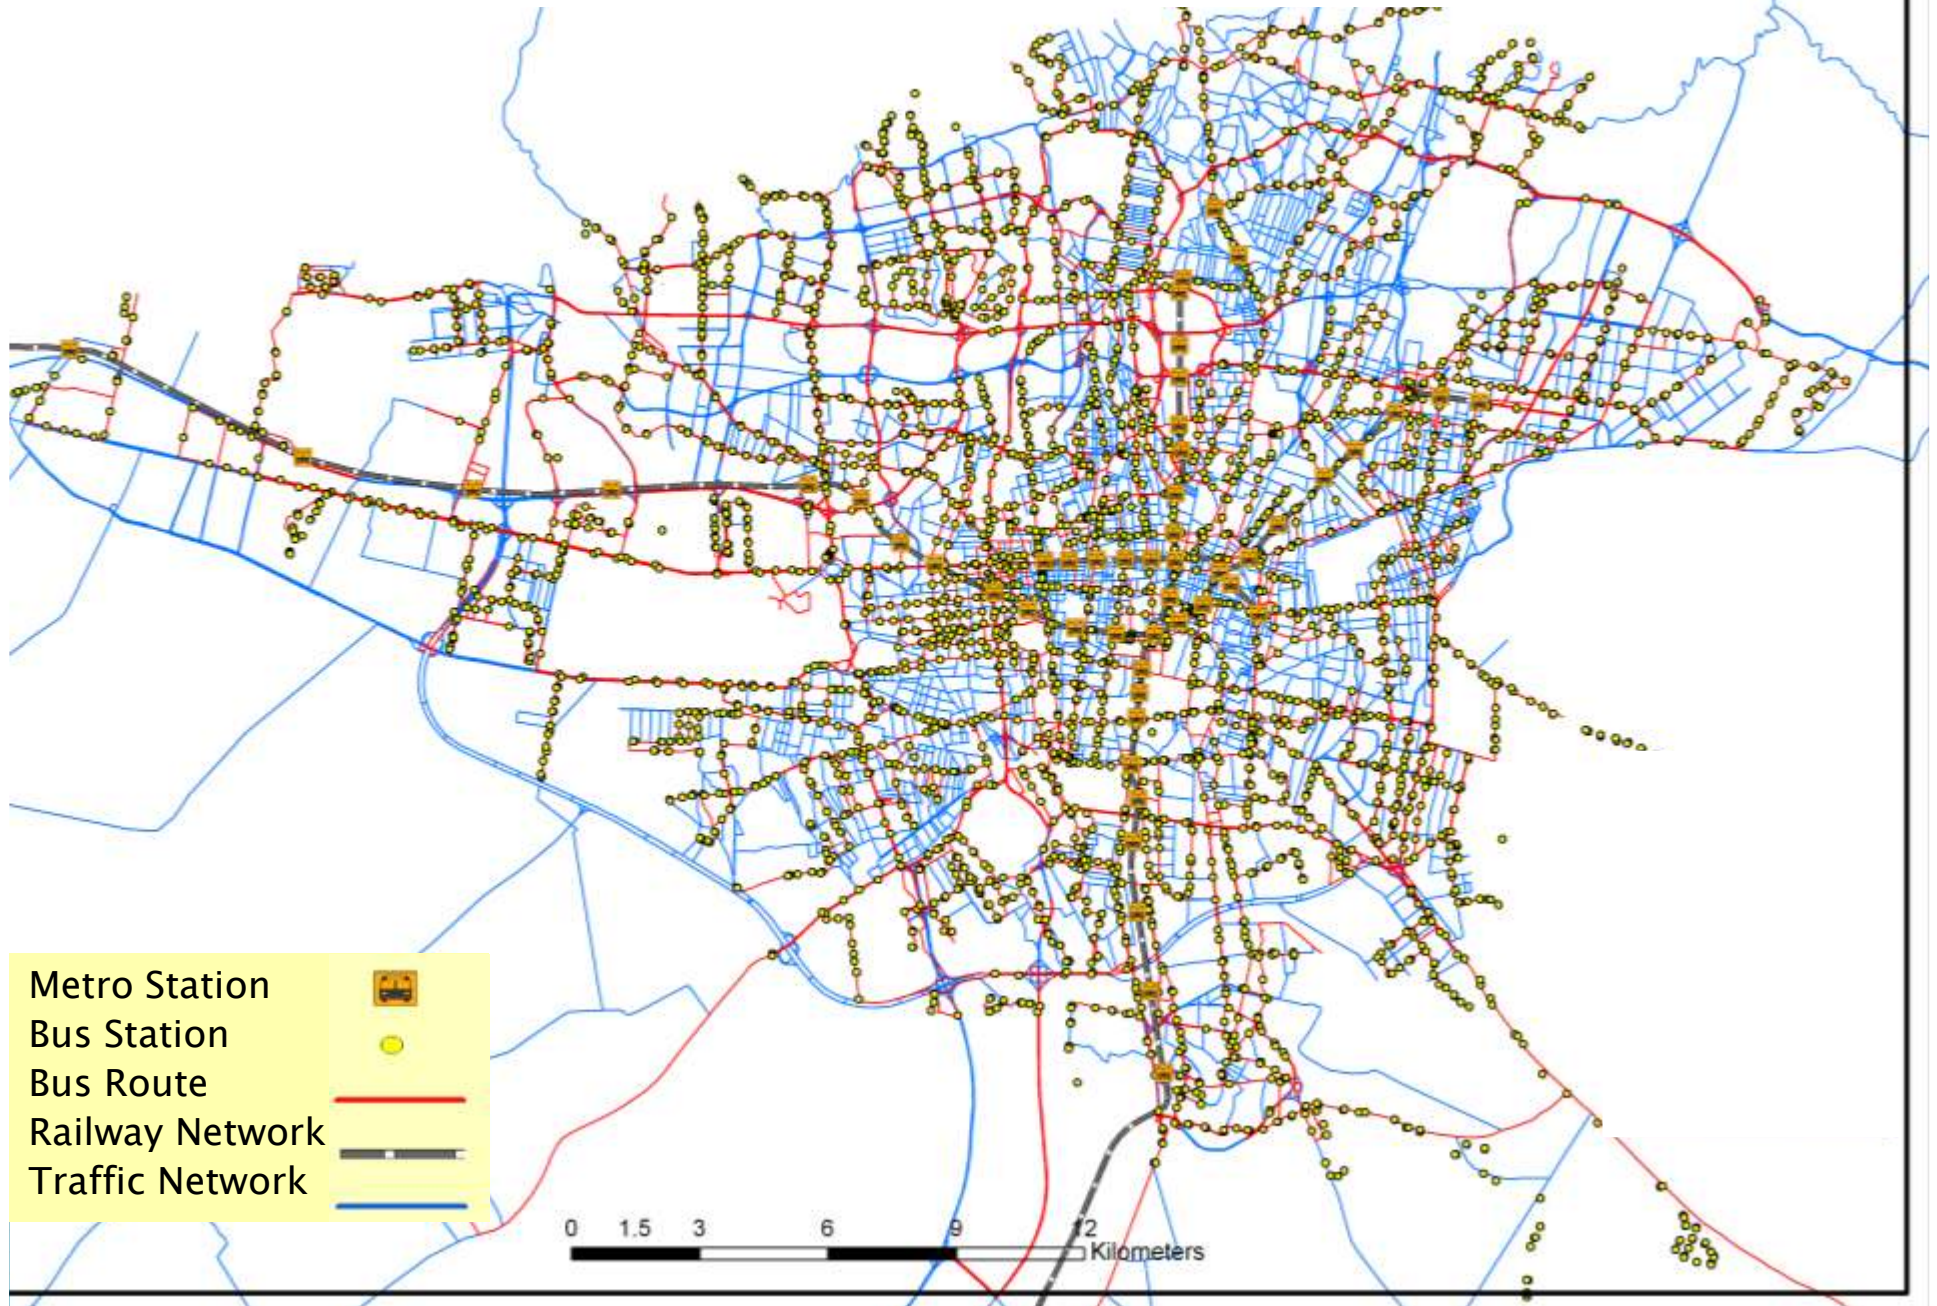 Metro Station
Bus Station
Bus Route
Railway Network
Traffic Network
0 1.5 3 6 9 12
Kilometers